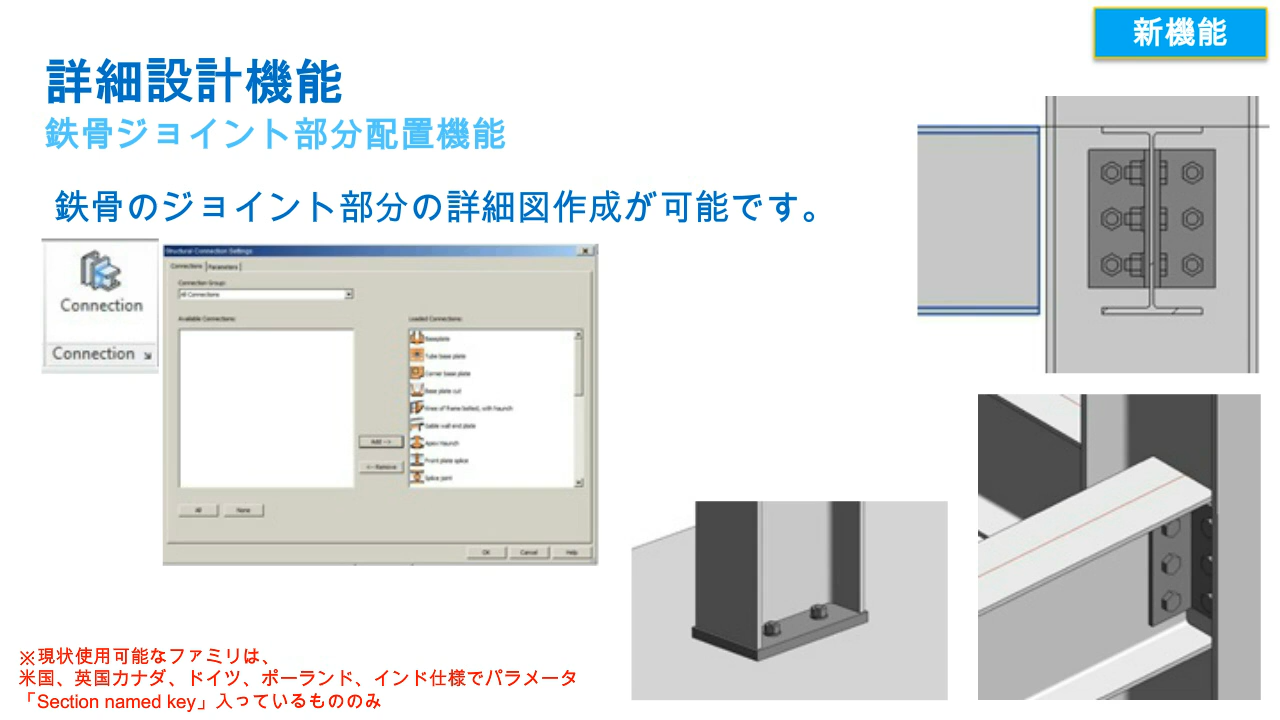 新機能
詳細設計機能
鉄骨ジョイント部分配置機能
鉄骨のジョイント部分の詳細図作成が可能です。
Connection
Connection
Structural Connection Settings
Connections
Parameters
Connection Group:
All Connections
Available Connections:
Loaded Connections:
Baseplate
Tube base plate
Corner base plate
Base plate cut
Knee of frame bolted, with haunch
Gable wall end plate
Apex haunch
Front plate splice
Splice joint
Add -->
<-- Remove
All
None
OK
Cancel
Help
※現状使用可能なファミリは、
米国、英国カナダ、ドイツ、ポーランド、インド仕様でパラメータ
「Section named key」入っているもののみ